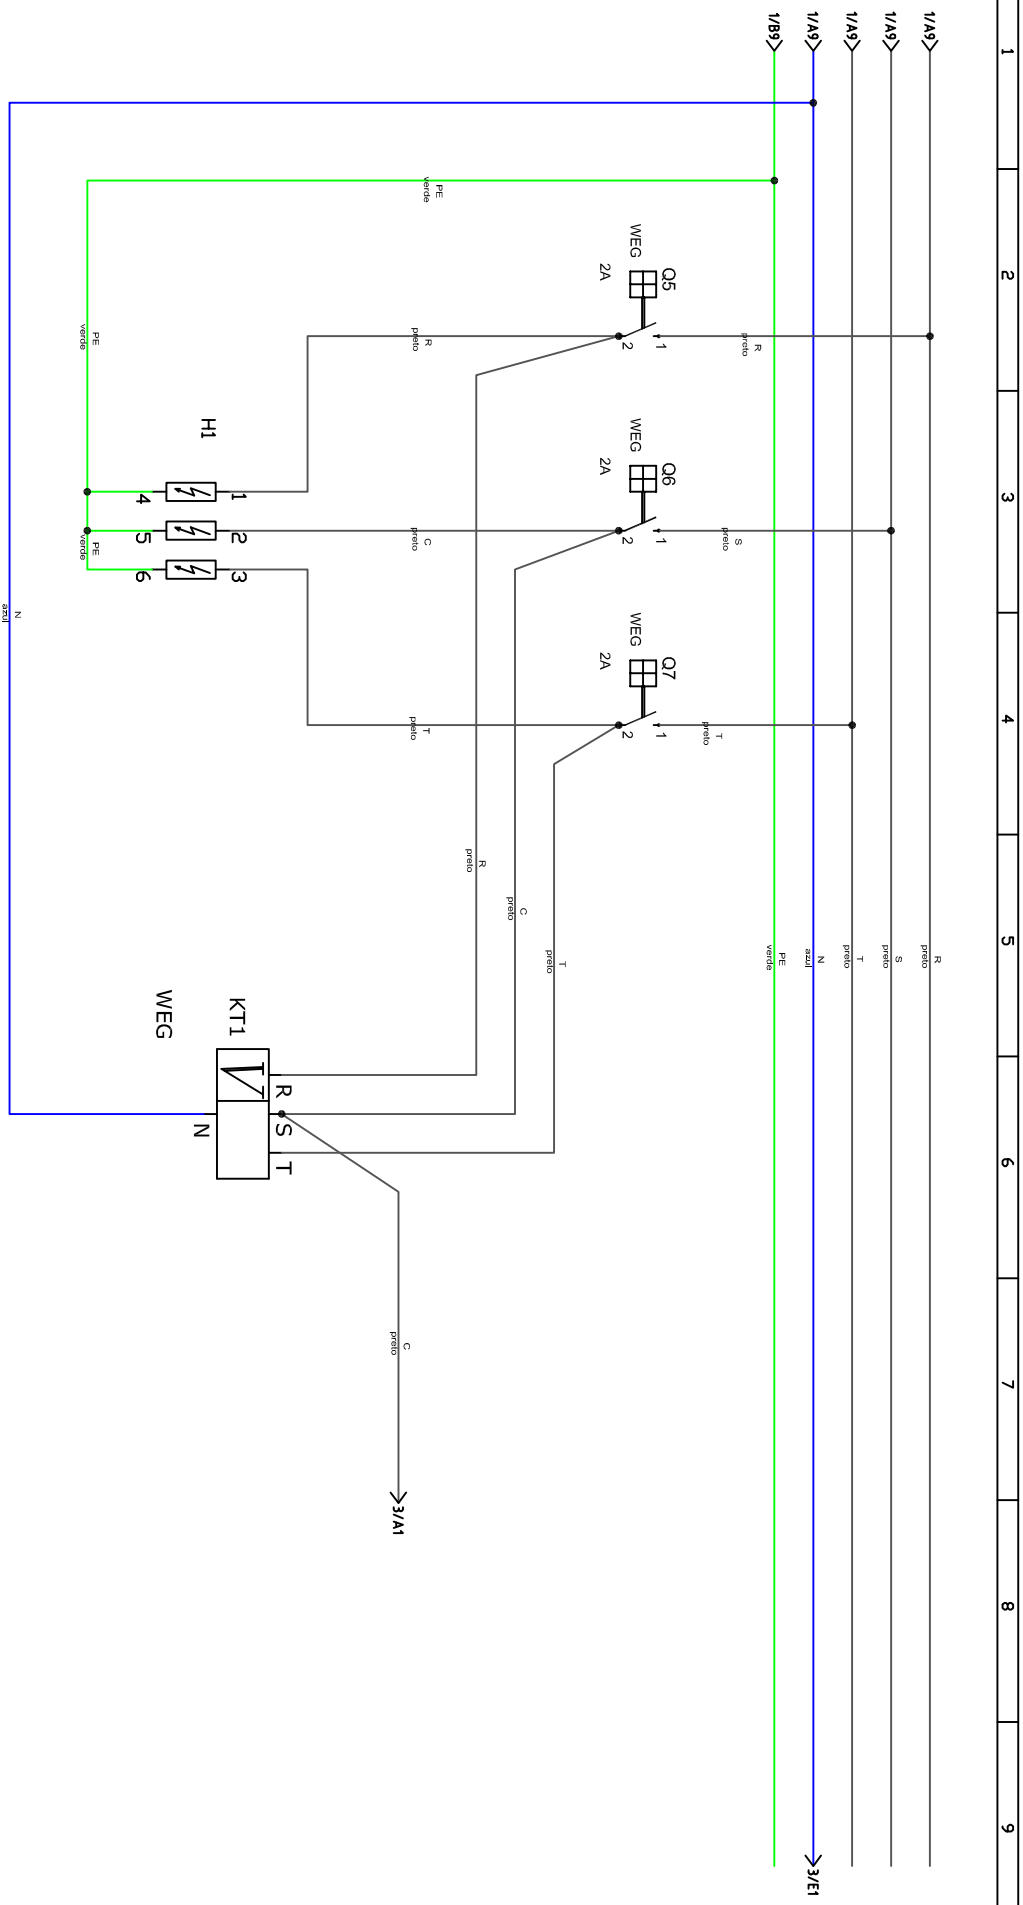 1 2 3 4 5 6 7 8 9
1/A9
R
preto
1/A9
S
preto
1/A9
T
preto
1/A9
N
azul
3/E1
1/B9
PE
verde
R
preto
S
preto
T
preto
Q5
1
2
WEG
2A
Q6
1
2
WEG
2A
Q7
1
2
WEG
2A
PE
verde
R
preto
C
preto
T
preto
R
preto
C
preto
T
preto
C
preto
3/A1
H1
1
4
2
5
3
6
PE
verde
PE
verde
KT1
WEG
R
S
T
N
N
azul